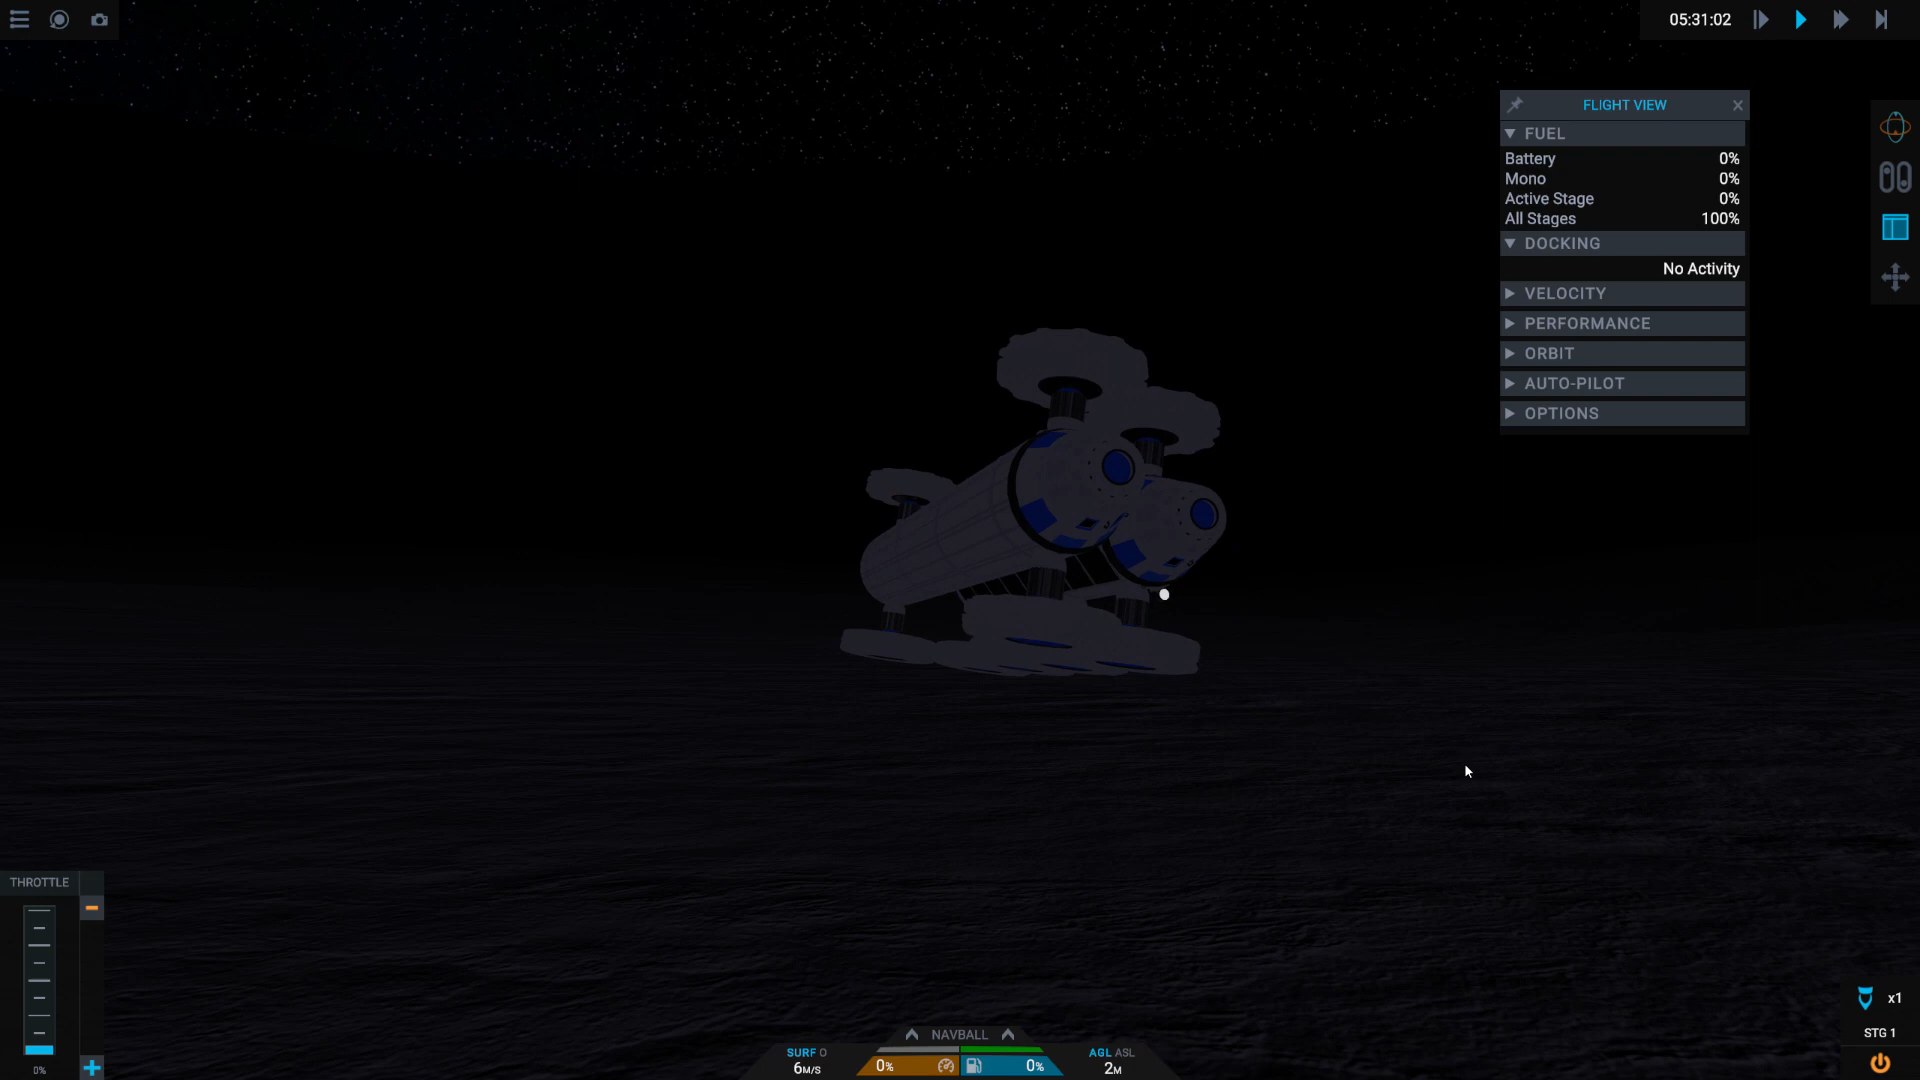 05:31:02
FLIGHT VIEW
FUEL
Battery 0%
Mono 0%
Active Stage 0%
All Stages 100%
DOCKING
No Activity
VELOCITY
PERFORMANCE
ORBIT
AUTO-PILOT
OPTIONS
THROTTLE
0%
NAVBALL
SURF O
6M/S
0%
0%
AGL ASL
2M
x1
STG 1